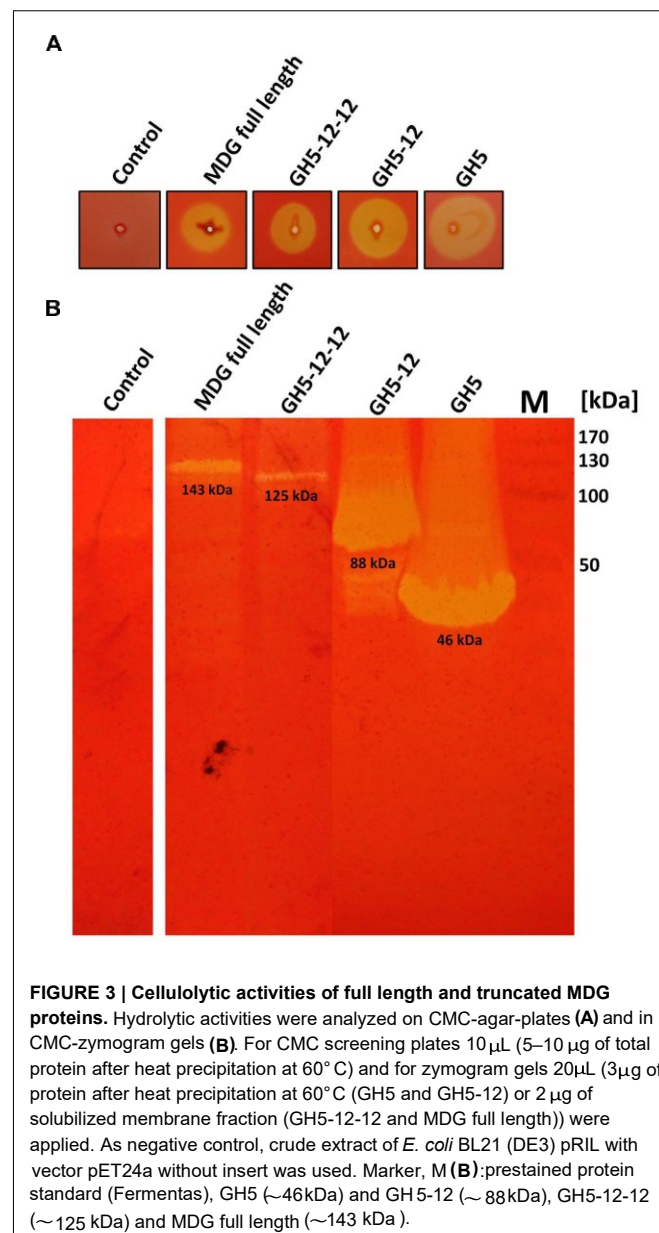 A
Control
MDG full length
GH5-12-12
GH5-12
GH5
B
Control
MDG full length
GH5-12-12
GH5-12
GH5
M
[kDa]
170
130
100
50
143 kDa
125 kDa
88 kDa
46 kDa
FIGURE 3 | Cellulolytic activities of full length and truncated MDG
proteins. Hydrolytic activities were analyzed on CMC-agar-plates (A) and in
CMC-zymogram gels (B). For CMC screening plates 10 μL (5–10 μg of total
protein after heat precipitation at 60°C) and for zymogram gels 20μL (3μg of
protein after heat precipitation at 60°C (GH5 and GH5-12) or 2 μg of
solubilized membrane fraction (GH5-12-12 and MDG full length)) were
applied. As negative control, crude extract of E. coli BL21 (DE3) pRIL with
vector pET24a without insert was used. Marker, M (B):prestained protein
standard (Fermentas), GH5 (~46kDa) and GH5-12 (~ 88kDa), GH5-12-12
(~125 kDa) and MDG full length (~143 kDa ).